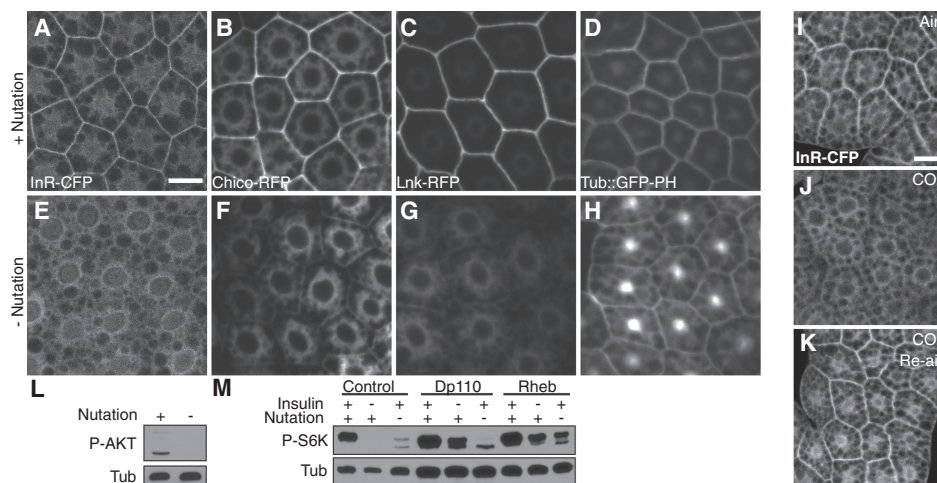 A B C D
+ Nutation
InR-CFP Chico-RFP Lnk-RFP Tub::GFP-PH
E F G H
- Nutation
I
InR-CFP
J
K
L
Nutation + -
P-AKT
Tub
M
Control Dp110 Rheb
Insulin + - + + - + + - +
Nutation + + - + + - + + -
P-S6K
Tub